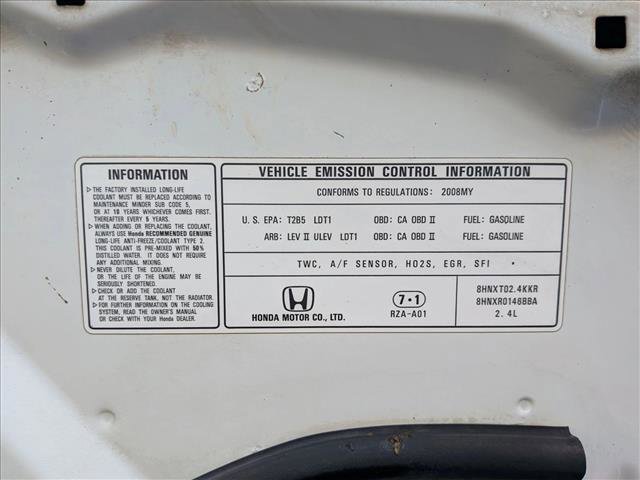 INFORMATION
▷ THE FACTORY INSTALLED LONG-LIFE
COOLANT MUST BE REPLACED ACCORDING TO
MAINTENANCE MINDER SUB CODE 5,
OR AT 10 YEARS WHICHEVER COMES FIRST.
THEREAFTER EVERY 5 YEARS.
▷ WHEN ADDING OR REPLACING THE COOLANT,
ALWAYS USE Honda RECOMMENDED GENUINE
LONG-LIFE ANTI-FREEZE/COOLANT TYPE 2.
THIS COOLANT IS PRE-MIXED WITH 50%
DISTILLED WATER. IT DOES NOT REQUIRE
ANY ADDITIONAL MIXING.
▷ NEVER DILUTE THE COOLANT,
OR THE LIFE OF THE ENGINE MAY BE
SERIOUSLY SHORTENED.
▷ CHECK OR ADD THE COOLANT
AT THE RESERVE TANK, NOT THE RADIATOR.
▷ FOR FURTHER INFORMATION ON THE COOLING
SYSTEM, READ THE OWNER'S MANUAL
OR CHECK WITH YOUR Honda DEALER.
VEHICLE EMISSION CONTROL INFORMATION
CONFORMS TO REGULATIONS: 2008MY
U. S. EPA: T2B5 LDT1 OBD: CA OBD II FUEL: GASOLINE
ARB: LEV II ULEV LDT1 OBD: CA OBD II FUEL: GASOLINE
TWC, A/F SENSOR, HO2S, EGR, SFI
HONDA MOTOR CO., LTD.
7・1
RZA-A01
8HNXT02.4KKR
8HNXR0146BBA
2. 4L